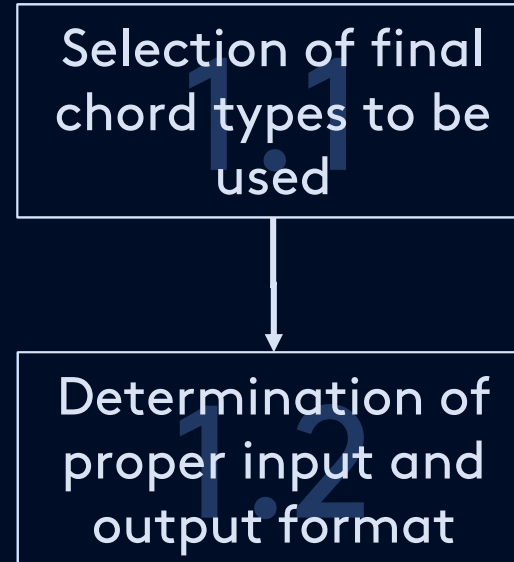 1.1
Selection of final
chord types to be
used
1.2
Determination of
proper input and
output format